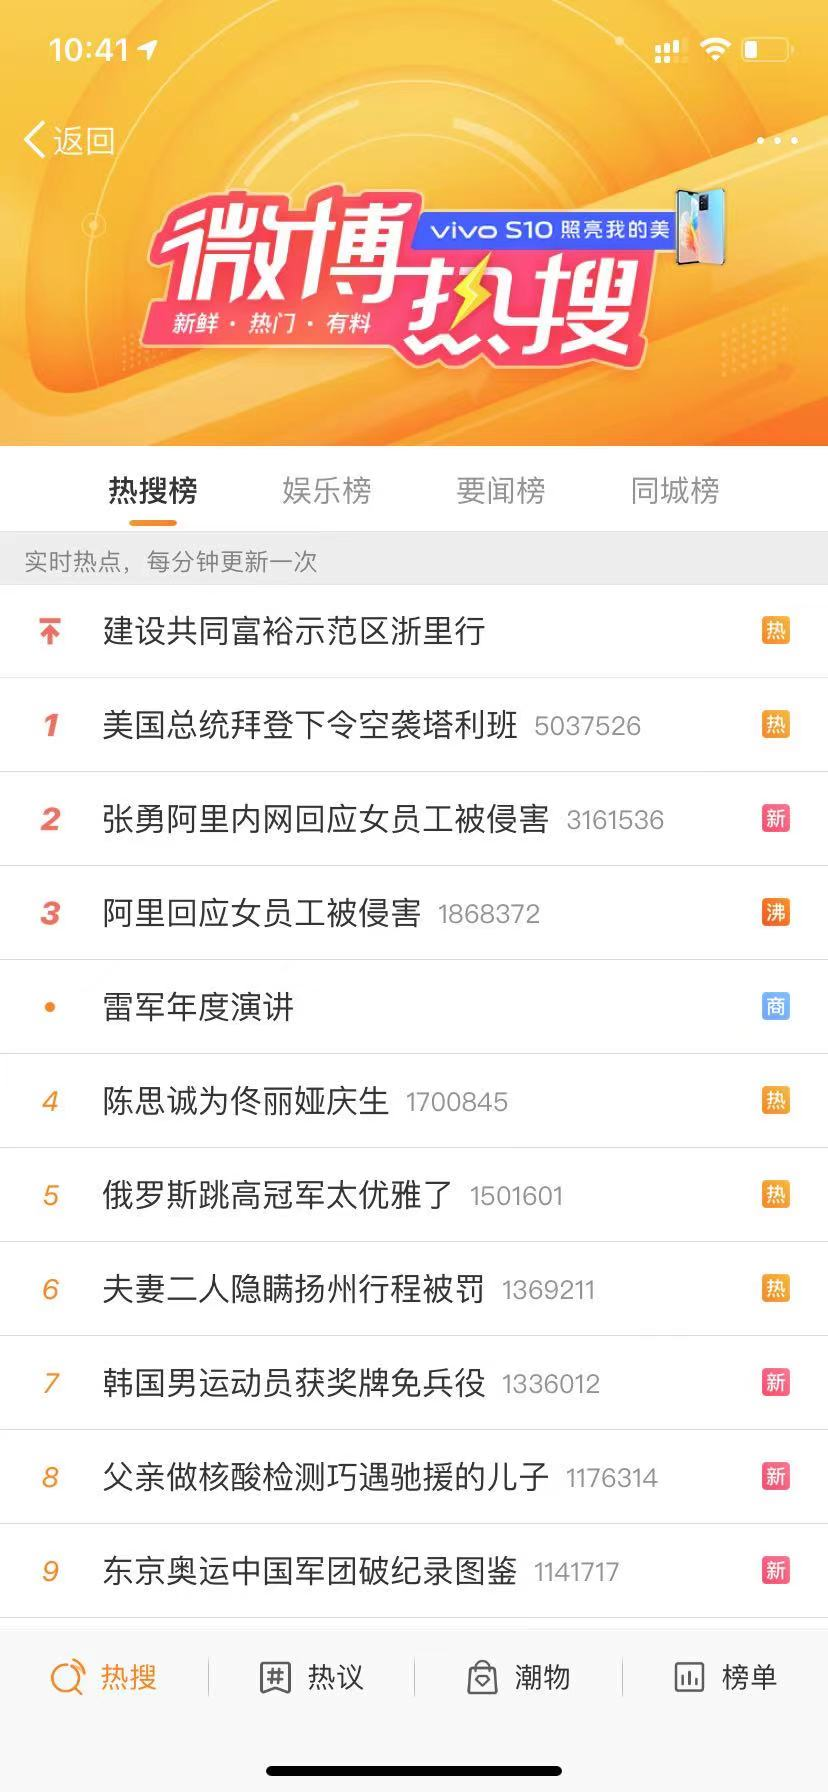 10:41
返回
微博热搜
vivo S10 照亮我的美
新鲜 · 热门 · 有料
热搜榜 娱乐榜 要闻榜 同城榜
实时热点，每分钟更新一次
建设共同富裕示范区浙里行 热
1 美国总统拜登下令空袭塔利班 5037526 热
2 张勇阿里内网回应女员工被侵害 3161536 新
3 阿里回应女员工被侵害 1868372 沸
• 雷军年度演讲 商
4 陈思诚为佟丽娅庆生 1700845 热
5 俄罗斯跳高冠军太优雅了 1501601 热
6 夫妻二人隐瞒扬州行程被罚 1369211 热
7 韩国男运动员获奖牌免兵役 1336012 新
8 父亲做核酸检测巧遇驰援的儿子 1176314 新
9 东京奥运中国军团破纪录图鉴 1141717 新
热搜 热议 潮物 榜单